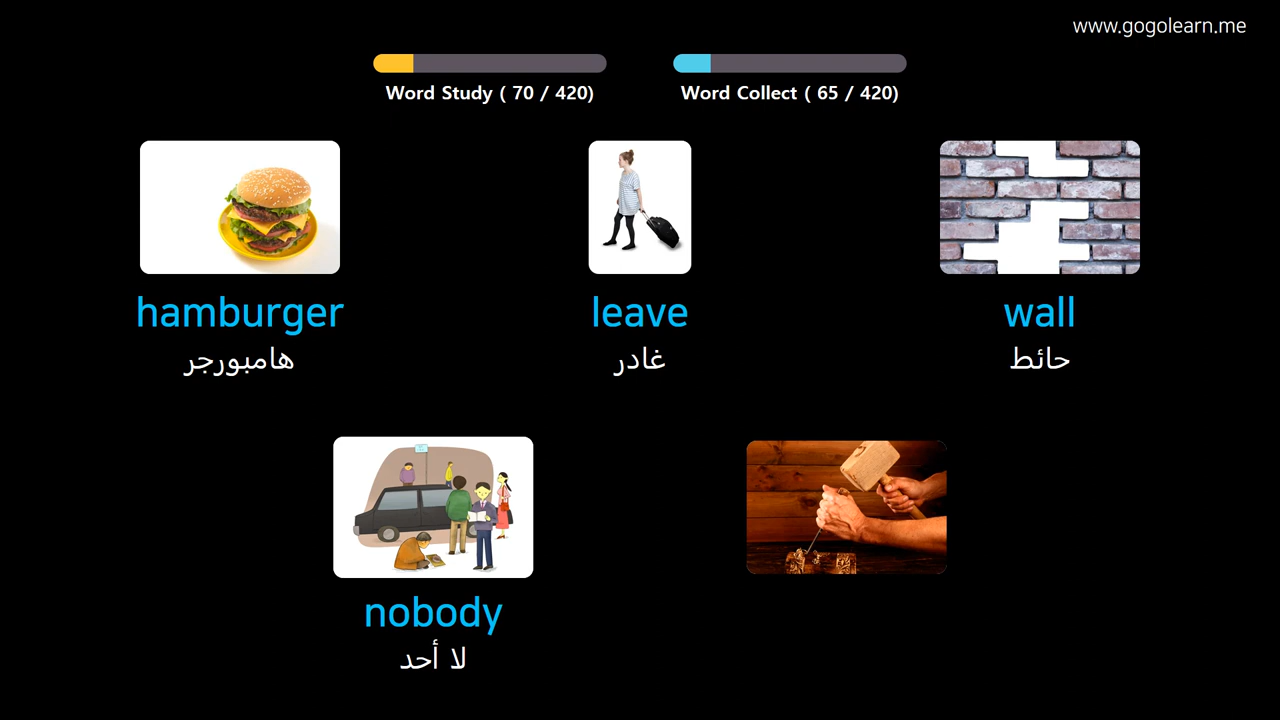 www.gogolearn.me
Word Study ( 70 / 420)
Word Collect ( 65 / 420)
hamburger
هامبورجر
leave
غادر
wall
حائط
nobody
لا أحد